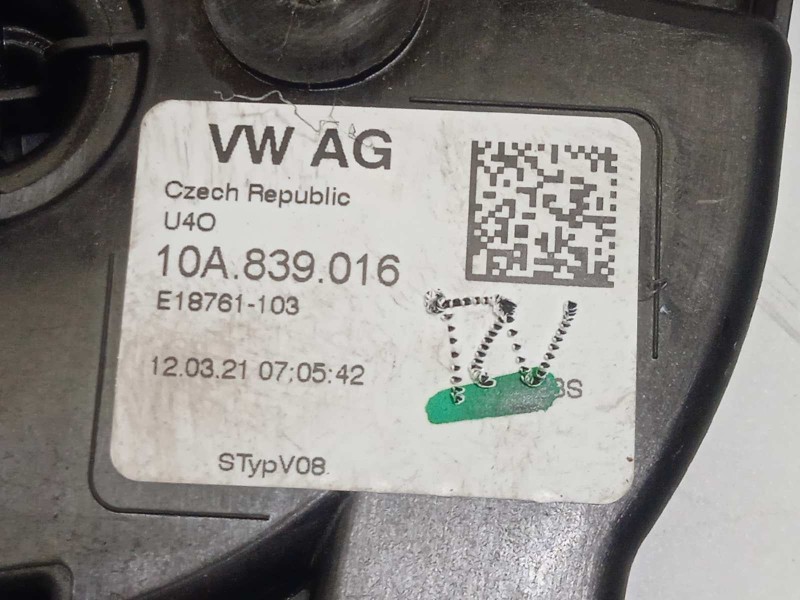 VW AG
Czech Republic
U4O
10A.839.016
E18761-103
12.03.21 07:05:42
STypV08